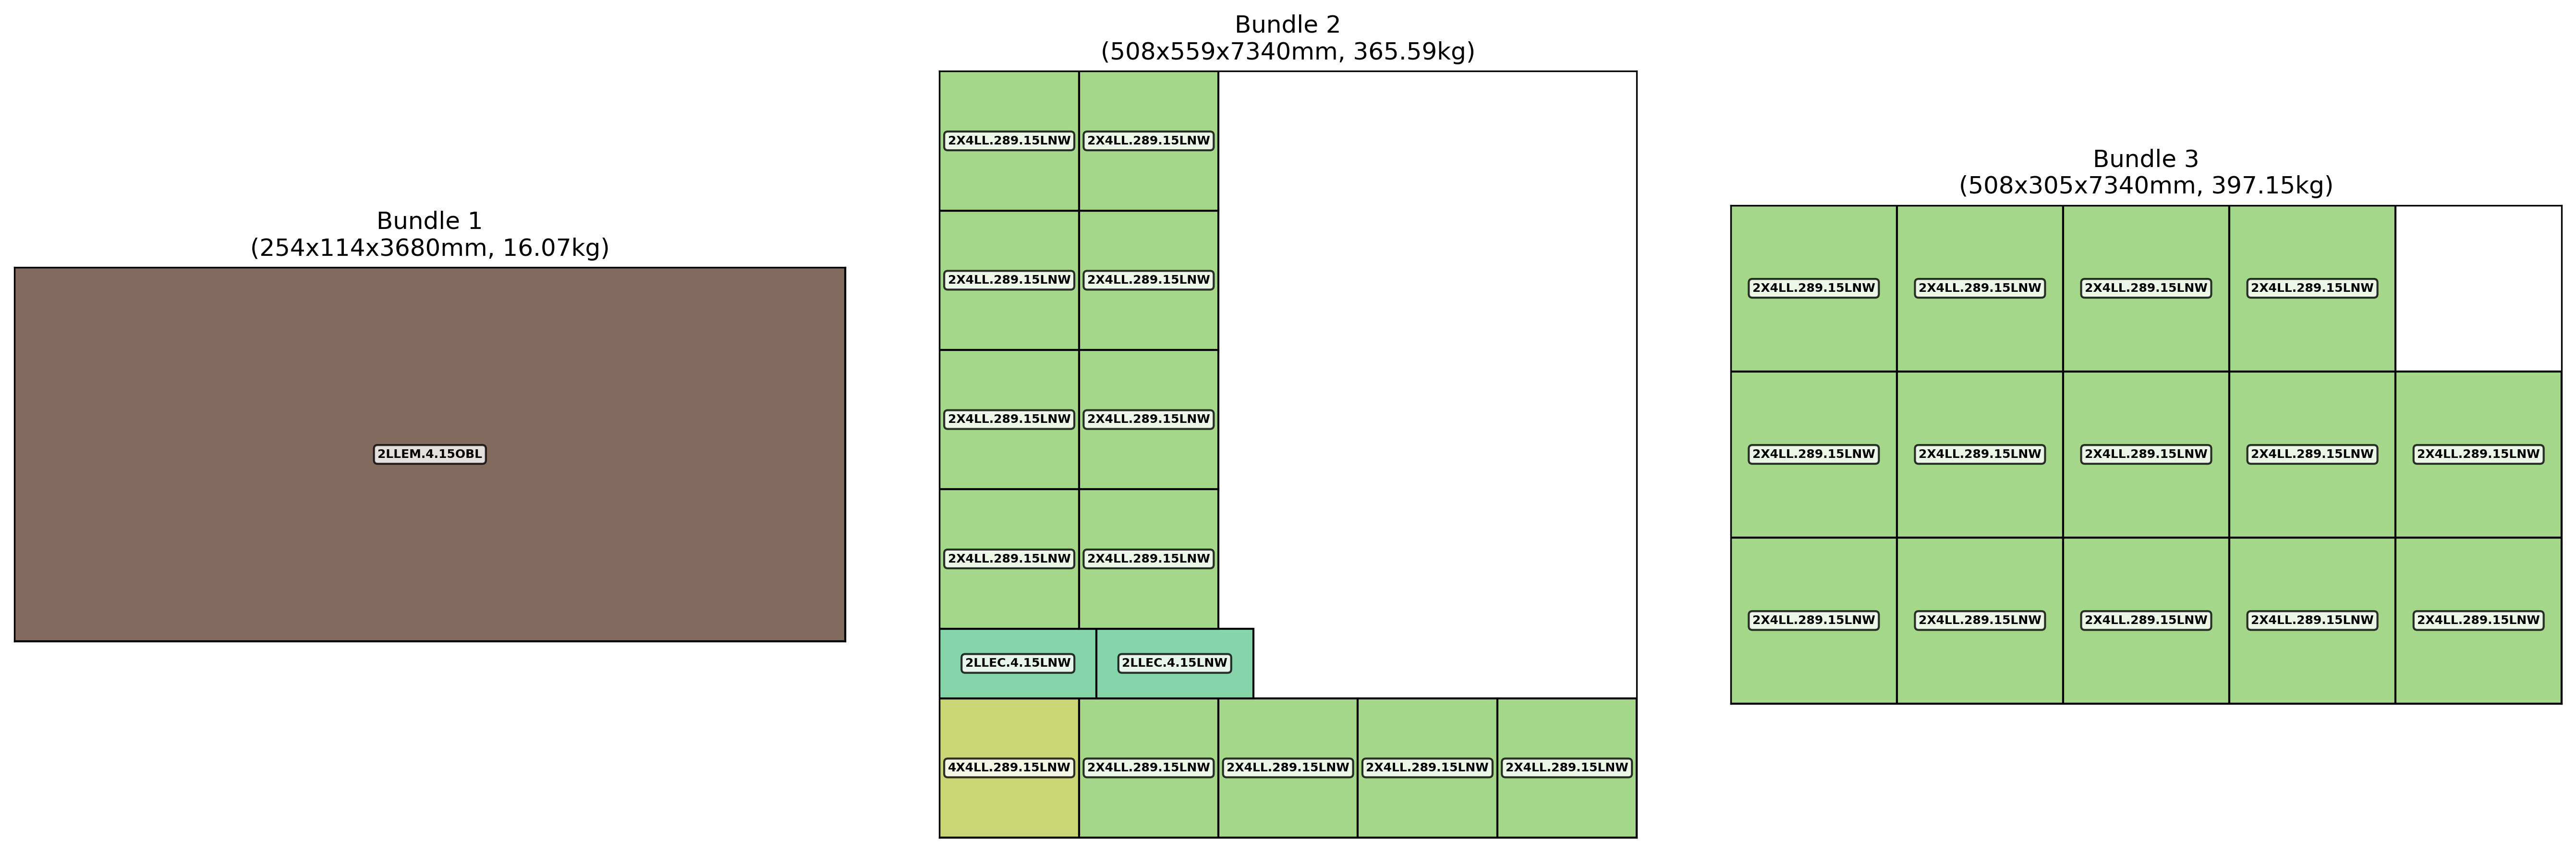 Bundle 1
(254x114x3680mm, 16.07kg)
2LLEM.4.15OBL
Bundle 2
(508x559x7340mm, 365.59kg)
2X4LL.289.15LNW 2X4LL.289.15LNW
2X4LL.289.15LNW 2X4LL.289.15LNW
2X4LL.289.15LNW 2X4LL.289.15LNW
2X4LL.289.15LNW 2X4LL.289.15LNW
2LLEC.4.15LNW 2LLEC.4.15LNW
4X4LL.289.15LNW 2X4LL.289.15LNW 2X4LL.289.15LNW 2X4LL.289.15LNW 2X4LL.289.15LNW
Bundle 3
(508x305x7340mm, 397.15kg)
2X4LL.289.15LNW 2X4LL.289.15LNW 2X4LL.289.15LNW 2X4LL.289.15LNW
2X4LL.289.15LNW 2X4LL.289.15LNW 2X4LL.289.15LNW 2X4LL.289.15LNW 2X4LL.289.15LNW
2X4LL.289.15LNW 2X4LL.289.15LNW 2X4LL.289.15LNW 2X4LL.289.15LNW 2X4LL.289.15LNW